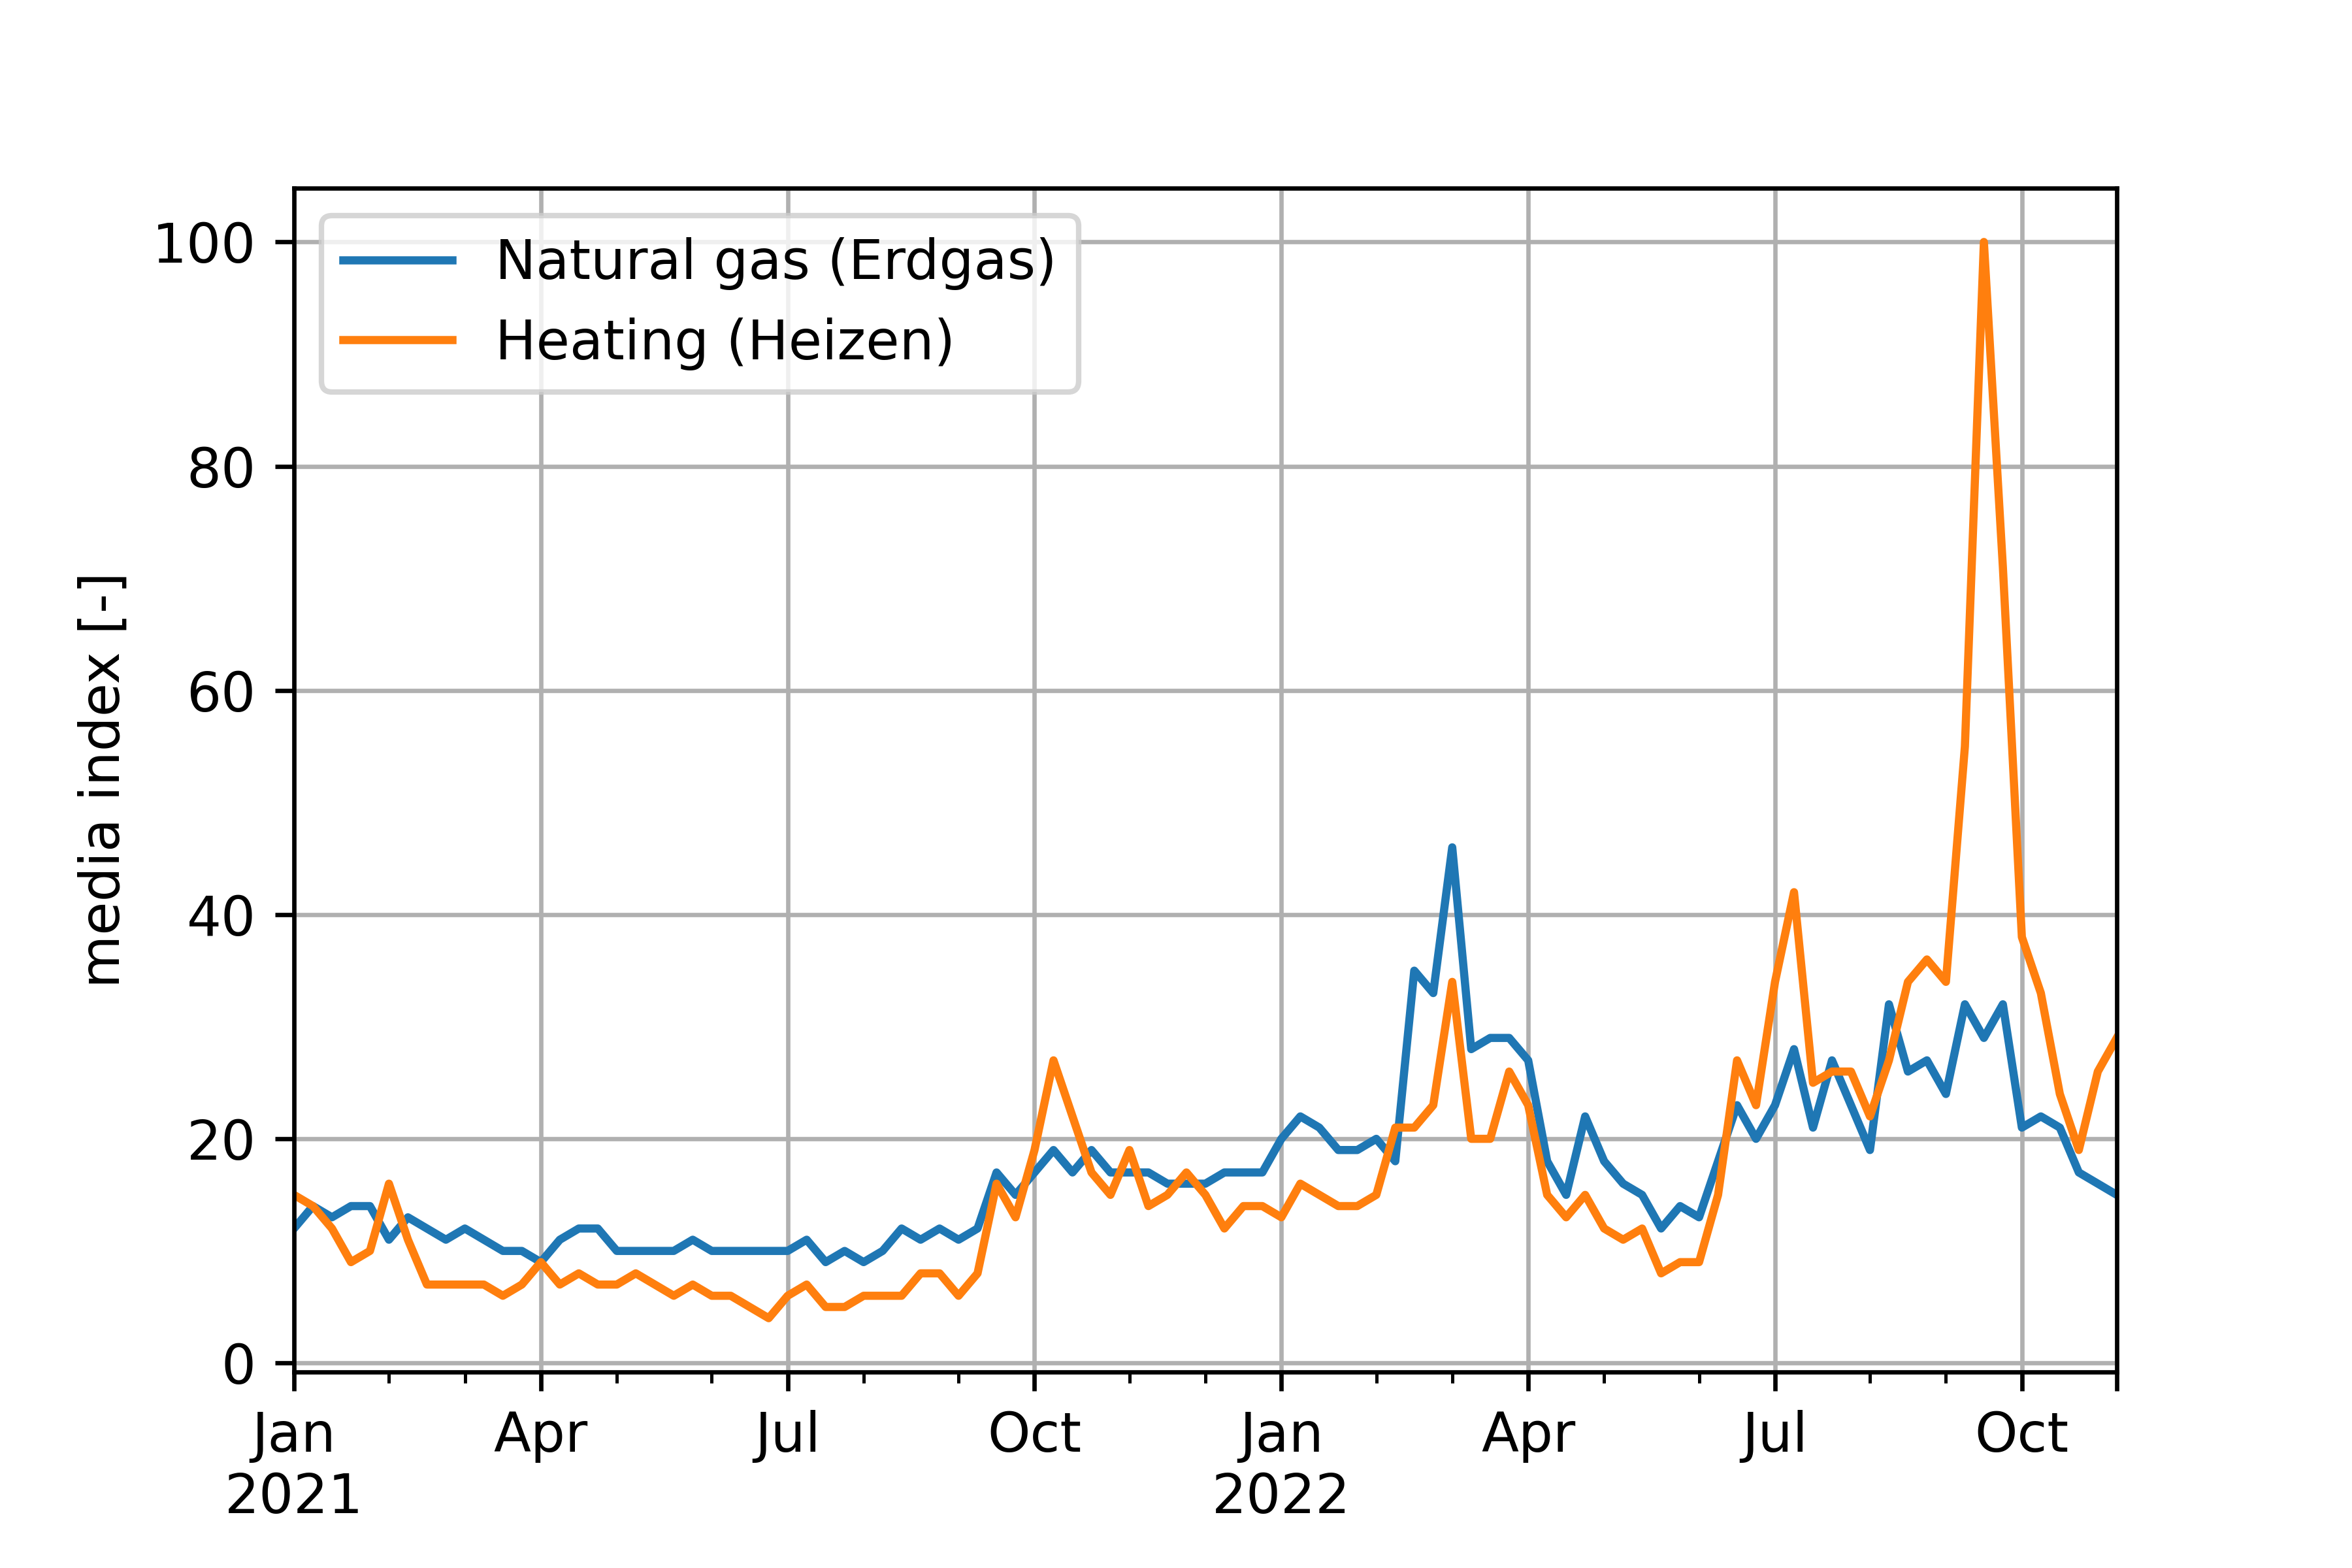 100
80
60
40
20
0
media index [-]
Natural gas (Erdgas)
Heating (Heizen)
Jan Apr Jul Oct Jan Apr Jul Oct
2021 2022